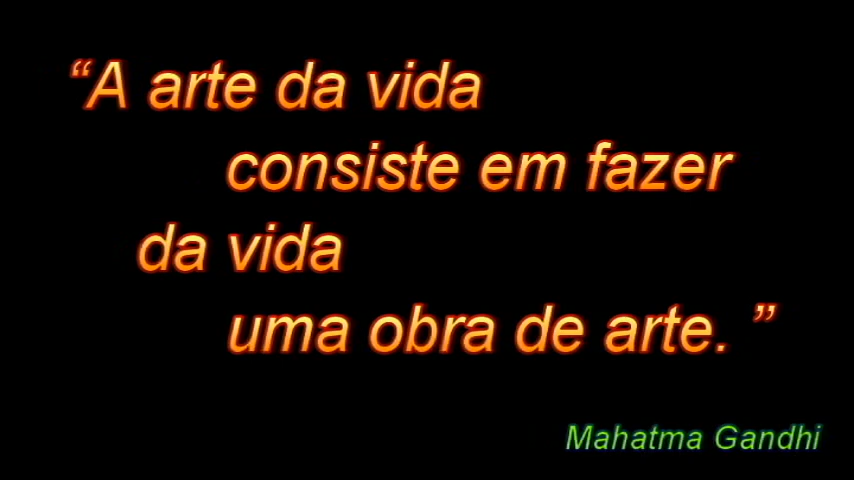 “A arte da vida
consiste em fazer
da vida
uma obra de arte. ”
Mahatma Gandhi